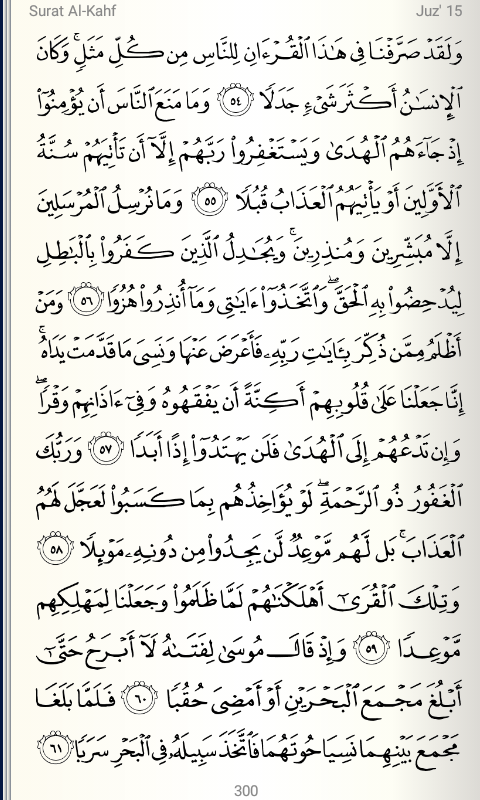 Surat Al-Kahf Juz' 15
وَلَقَدْ صَرَّفْنَا فِى هَٰذَا ٱلْقُرْءَانِ لِلنَّاسِ مِن كُلِّ مَثَلٍۚ وَكَانَ
ٱلْإِنسَٰنُ أَكْثَرَ شَىْءٍ جَدَلًا ٥٤ وَمَا مَنَعَ ٱلنَّاسَ أَن يُؤْمِنُوٓا۟
إِذْ جَآءَهُمُ ٱلْهُدَىٰ وَيَسْتَغْفِرُوا۟ رَبَّهُمْ إِلَّآ أَن تَأْتِيَهُمْ سُنَّةُ
ٱلْأَوَّلِينَ أَوْ يَأْتِيَهُمُ ٱلْعَذَابُ قُبُلًا ٥٥ وَمَا نُرْسِلُ ٱلْمُرْسَلِينَ
إِلَّا مُبَشِّرِينَ وَمُنذِرِينَۚ وَيُجَٰدِلُ ٱلَّذِينَ كَفَرُوا۟ بِٱلْبَٰطِلِ
لِيُدْحِضُوا۟ بِهِ ٱلْحَقَّۖ وَٱتَّخَذُوٓا۟ ءَايَٰتِى وَمَآ أُنذِرُوا۟ هُزُوًا ٥٦ وَمَنْ
أَظْلَمُ مِمَّن ذُكِّرَ بِـَٔايَٰتِ رَبِّهِۦ فَأَعْرَضَ عَنْهَا وَنَسِىَ مَا قَدَّمَتْ يَدَاهُۚ
إِنَّا جَعَلْنَا عَلَىٰ قُلُوبِهِمْ أَكِنَّةً أَن يَفْقَهُوهُ وَفِىٓ ءَاذَانِهِمْ وَقْرًاۖ
وَإِن تَدْعُهُمْ إِلَى ٱلْهُدَىٰ فَلَن يَهْتَدُوٓا۟ إِذًا أَبَدًا ٥٧ وَرَبُّكَ
ٱلْغَفُورُ ذُو ٱلرَّحْمَةِۖ لَوْ يُؤَاخِذُهُم بِمَا كَسَبُوا۟ لَعَجَّلَ لَهُمُ
ٱلْعَذَابَۚ بَل لَّهُم مَّوْعِدٌ لَّن يَجِدُوا۟ مِن دُونِهِۦ مَوْئِلًا ٥٨
وَتِلْكَ ٱلْقُرَىٰٓ أَهْلَكْنَٰهُمْ لَمَّا ظَلَمُوا۟ وَجَعَلْنَا لِمَهْلِكِهِم
مَّوْعِدًا ٥٩ وَإِذْ قَالَ مُوسَىٰ لِفَتَىٰهُ لَآ أَبْرَحُ حَتَّىٰٓ
أَبْلُغَ مَجْمَعَ ٱلْبَحْرَيْنِ أَوْ أَمْضِىَ حُقُبًا ٦٠ فَلَمَّا بَلَغَا
مَجْمَعَ بَيْنِهِمَا نَسِيَا حُوتَهُمَا فَٱتَّخَذَ سَبِيلَهُۥ فِى ٱلْبَحْرِ سَرَبًا ٦١
300